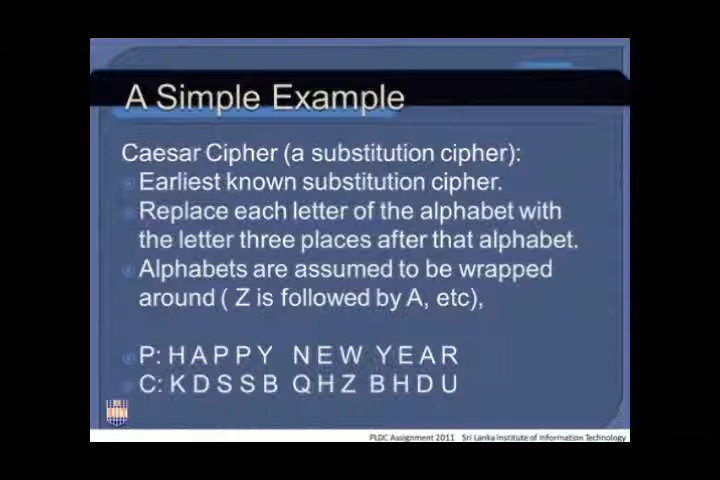 A Simple Example
Caesar Cipher (a substitution cipher):
Earliest known substitution cipher.
Replace each letter of the alphabet with
the letter three places after that alphabet.
Alphabets are assumed to be wrapped
around ( Z is followed by A, etc),
P: H A P P Y N E W Y E A R
C: K D S S B Q H Z B H D U
PLDC Assignment 2011 Sri Lanka Institute of Information Technology